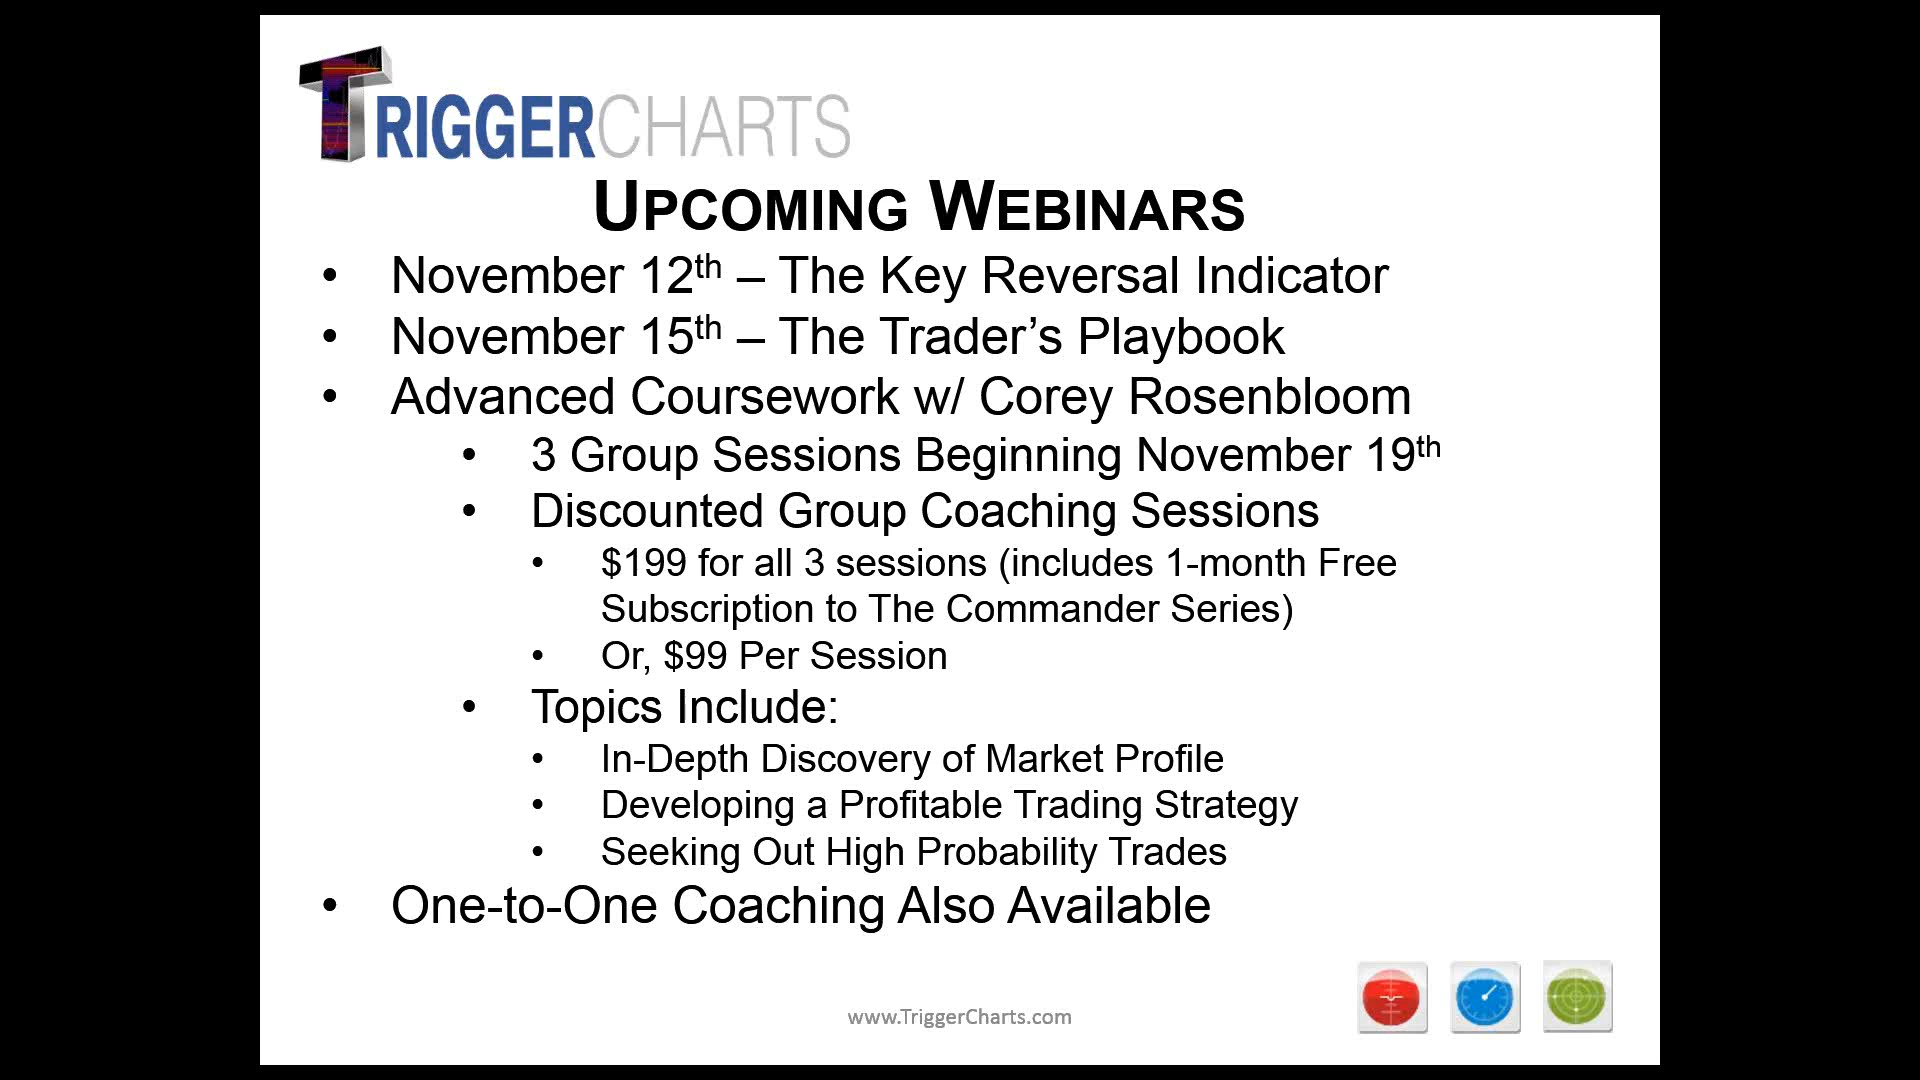 TRIGGERCHARTS
UPCOMING WEBINARS
• November 12th – The Key Reversal Indicator
• November 15th – The Trader’s Playbook
• Advanced Coursework w/ Corey Rosenbloom
• 3 Group Sessions Beginning November 19th
• Discounted Group Coaching Sessions
• $199 for all 3 sessions (includes 1-month Free
Subscription to The Commander Series)
• Or, $99 Per Session
• Topics Include:
• In-Depth Discovery of Market Profile
• Developing a Profitable Trading Strategy
• Seeking Out High Probability Trades
• One-to-One Coaching Also Available
www.TriggerCharts.com